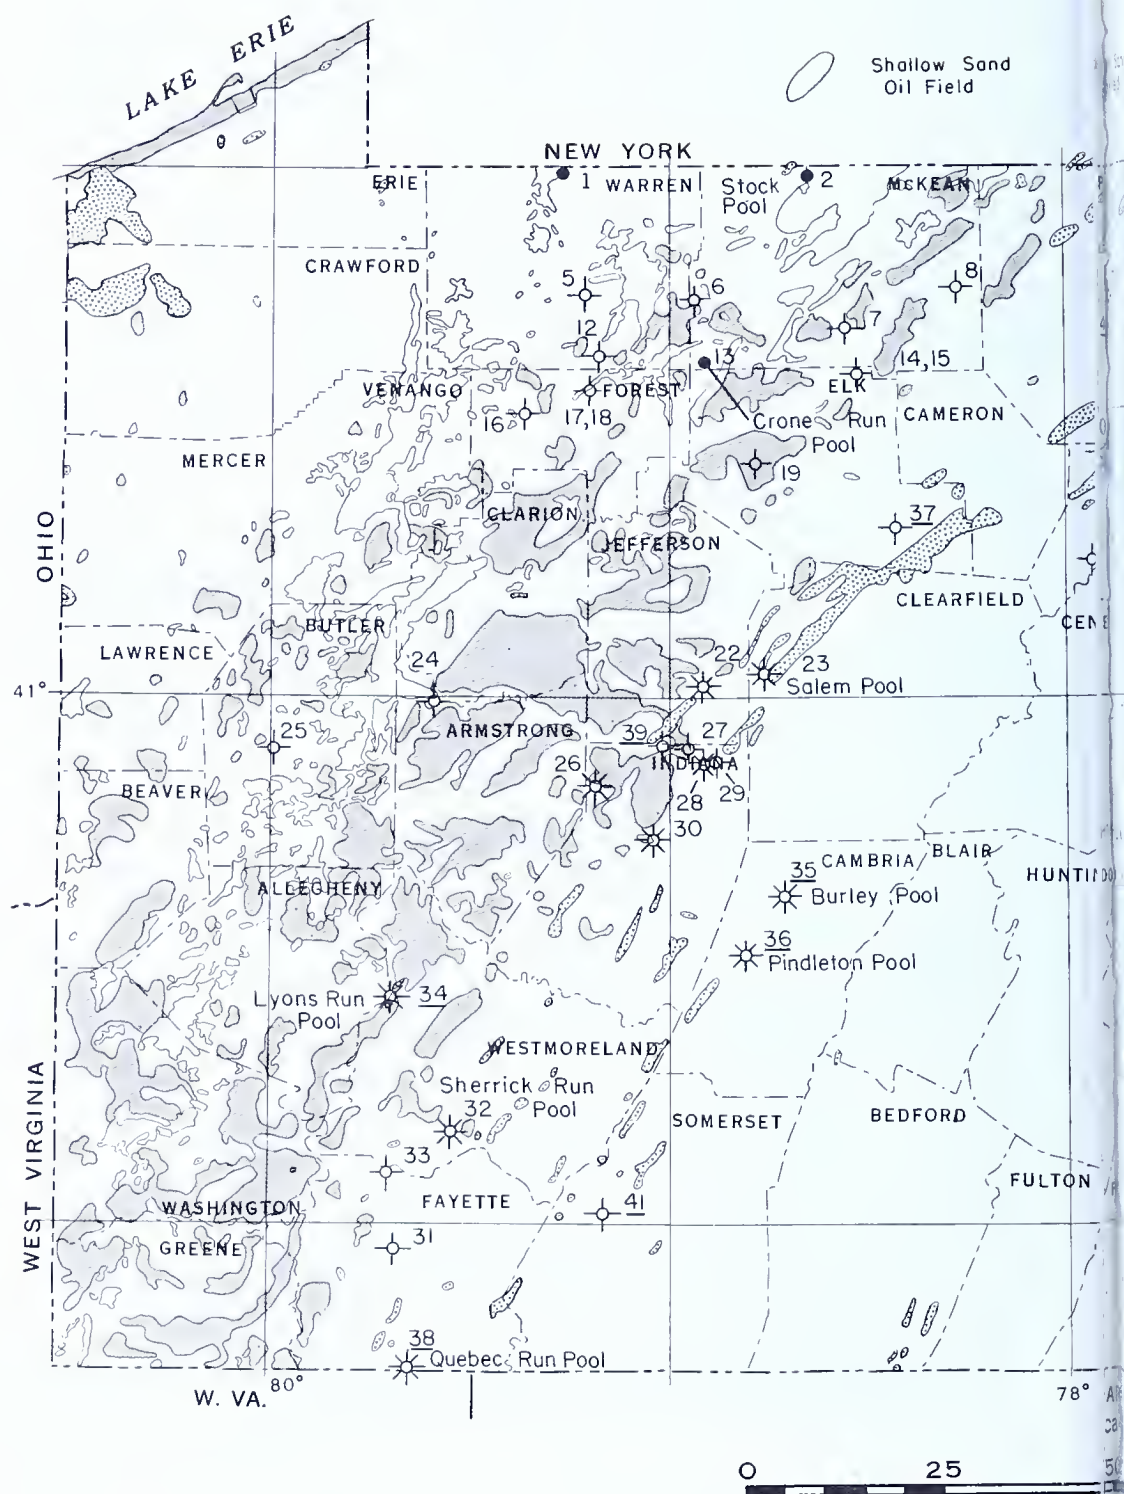 LAKE ERIE
Shallow Sand
Oil Field
NEW YORK
ERIE
1
WARREN
Stock
Pool
2
McKEAN
CRAWFORD
5
6
8
7
12
13
14,15
VENANGO
FOREST
ELK
16
17,18
Crone Run
Pool
CAMERON
MERCER
19
CLARION
37
JEFFERSON
OHIO
CLEARFIELD
BUTLER
LAWRENCE
24
22
23
Salem Pool
41°
25
ARMSTRONG
39
27
INDIANA
26
BEAVER
28
29
30
CAMBRIA
BLAIR
35
Burley Pool
ALLEGHENY
36
Pindleton Pool
Lyons Run
Pool
34
WESTMORELAND
Sherrick Run
Pool
32
SOMERSET
BEDFORD
WEST VIRGINIA
33
FULTON
FAYETTE
WASHINGTON
41
GREENE
31
38
Quebec Run Pool
80°
78°
W. VA.
0
25